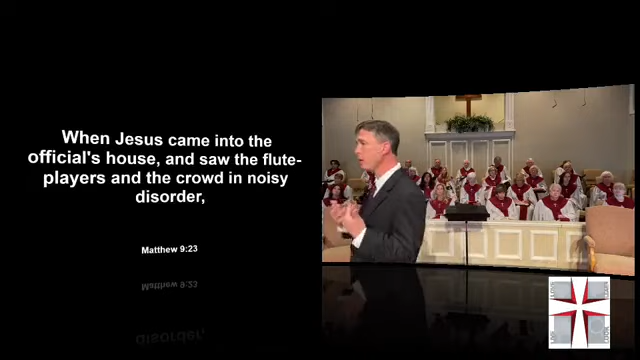 When Jesus came into the
official's house, and saw the flute-
players and the crowd in noisy
disorder,
Matthew 9:23